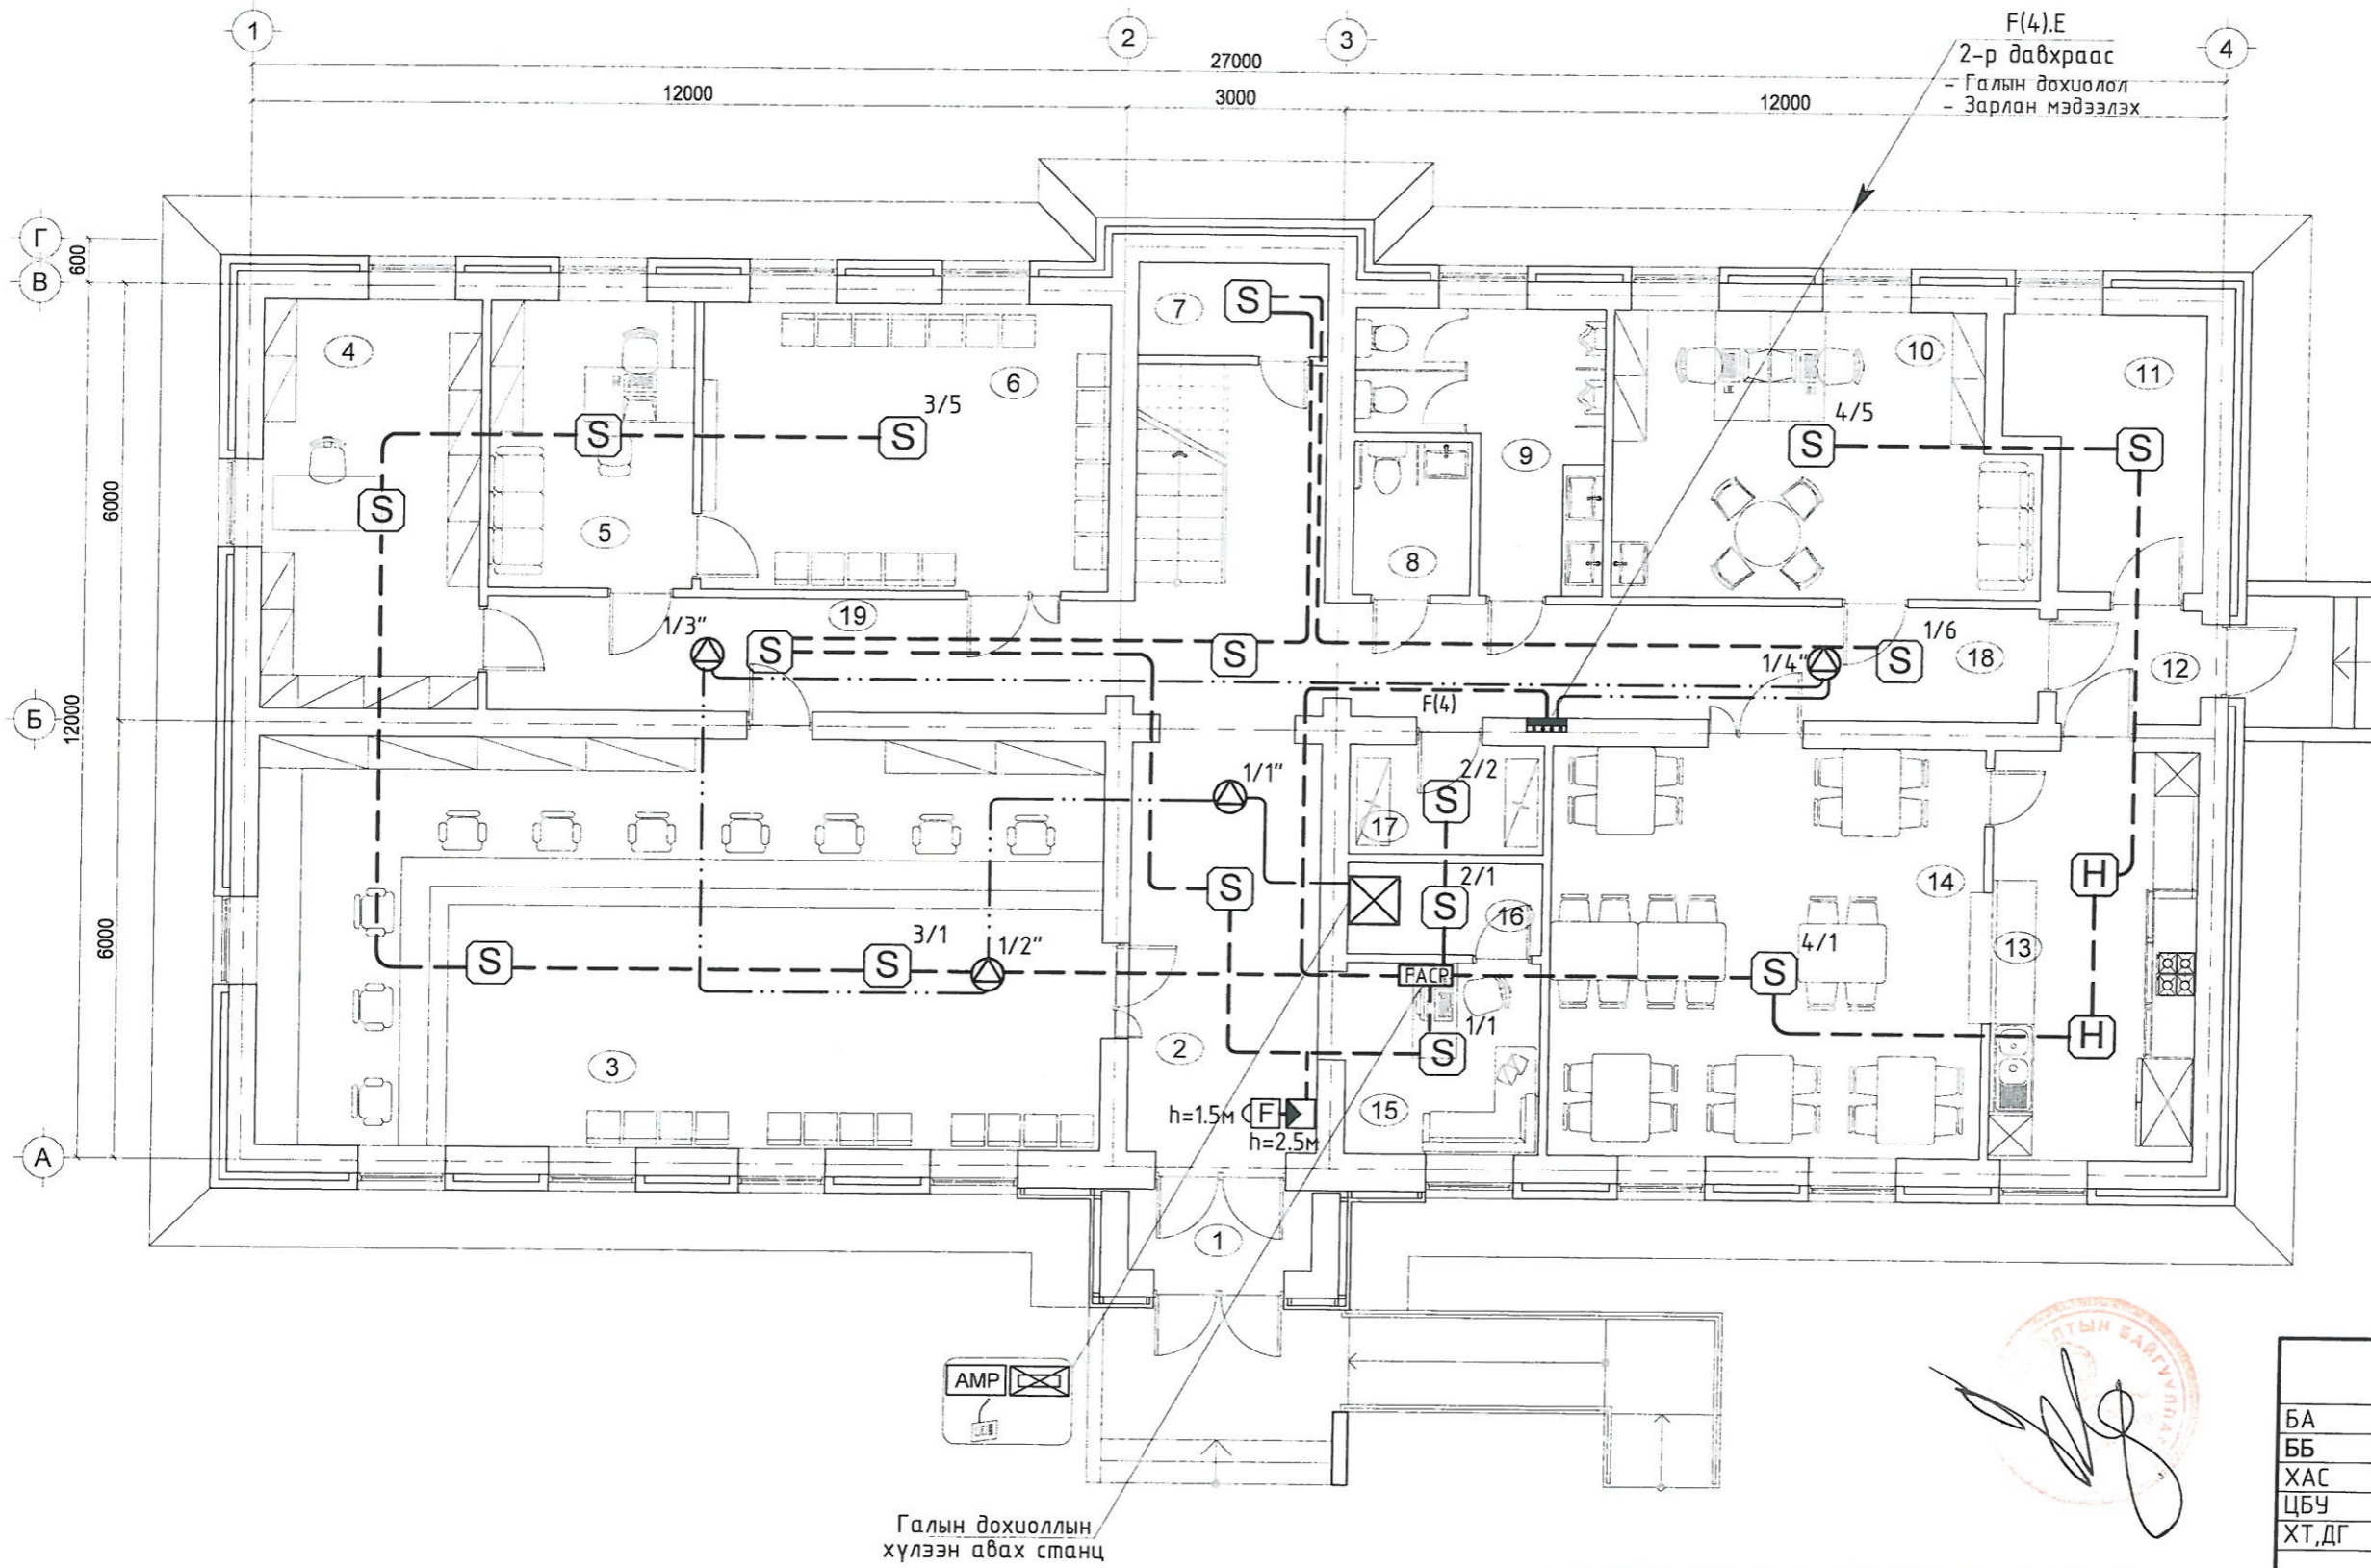 1
2
3
4
27000
12000
3000
12000
F(4).E
2-р давхраас
- Галын дохиолол
- Зарлан мэдээлэх
Г
В
Б
А
600
6000
12000
6000
4
5
6
7
8
9
10
11
S
S
S
3/5
S
4/5
S
S
19
1/3"
S
S
1/4"
S
1/6
18
12
F(4)
1/1"
2/2
S
17
H
S
2/1
S
16
14
13
S
S
3/1
1/2"
FACP
S
4/1
H
1/1
S
2
3
15
h=1.5м
F
h=2.5м
1
AMP
Галын дохиоллын
хүлээн авах станц
БАЙГУУЛЛАГ
БА
ББ
ХАС
ЦБУ
ХТ,ДГ